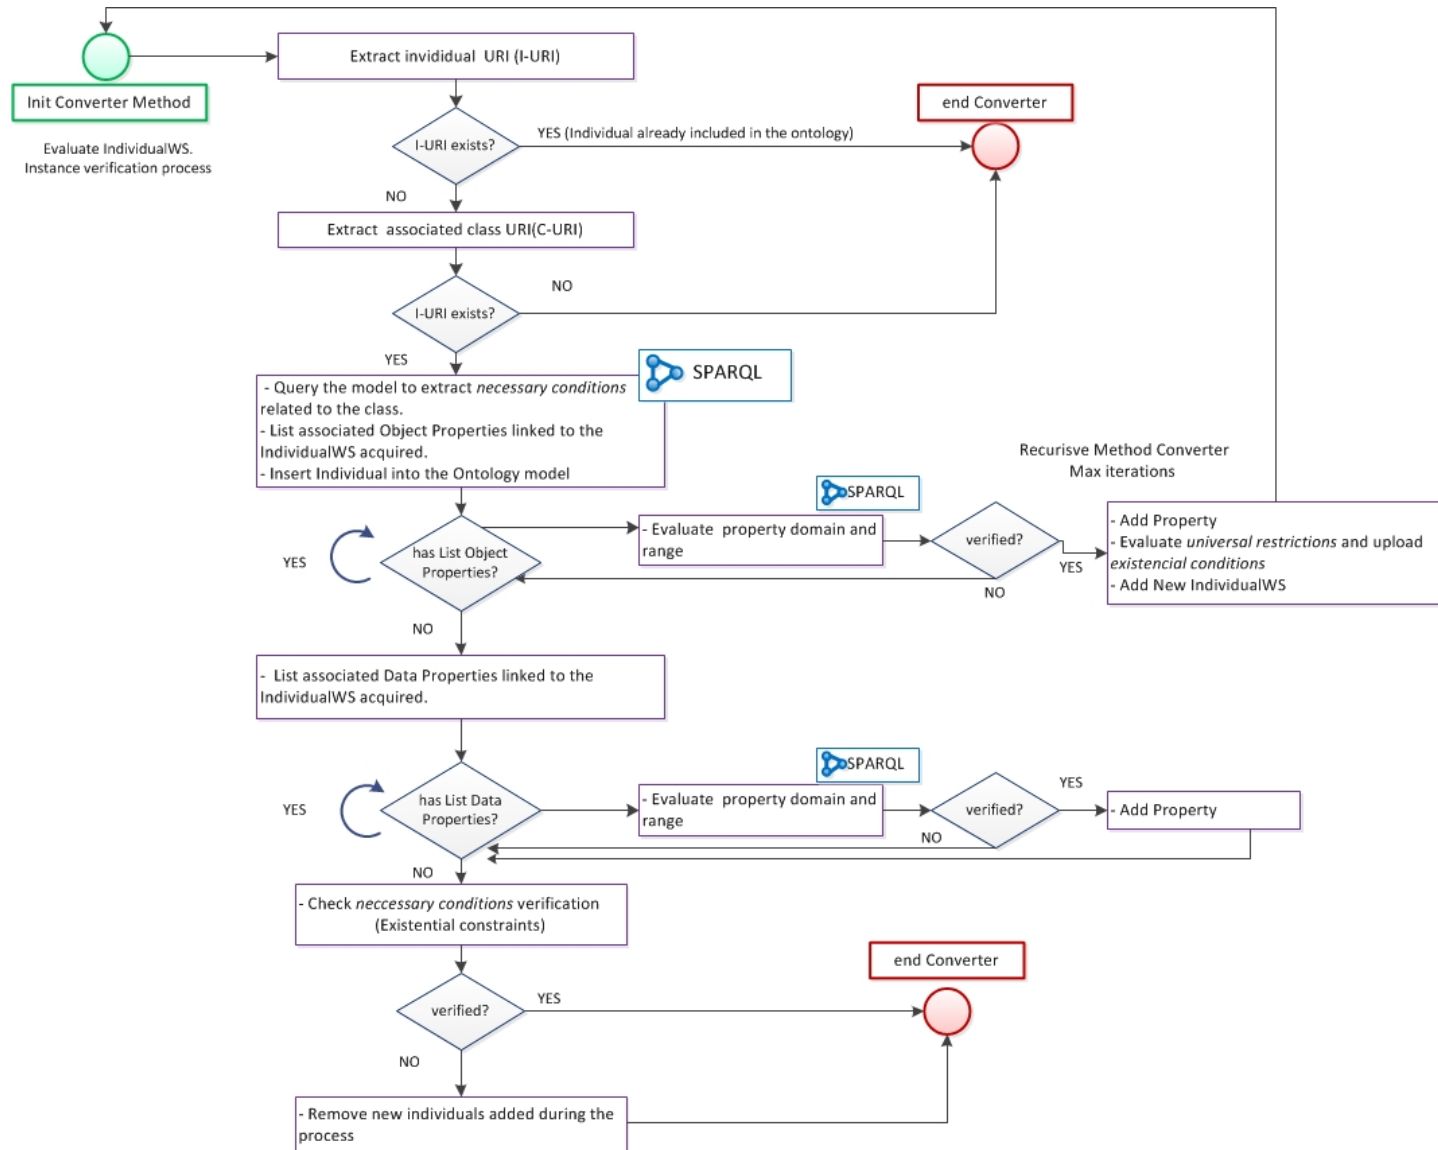 Extract invididual  URI (I-URI)
Init Converter Method
end Converter
Evaluate IndividualWS.
Instance verification process
I-URI exists?
YES (Individual already included in the ontology)
NO
Extract  associated class URI(C-URI)
NO
I-URI exists?
YES
SPARQL
- Query the model to extract necessary conditions
related to the class.
- List associated Object Properties linked to the
IndividualWS acquired.
- Insert Individual into the Ontology model
Recurisve Method Converter
Max iterations
SPARQL
has List Object
Properties?
YES
- Evaluate  property domain and
range
verified?
YES
NO
- Add Property
- Evaluate universal restrictions and upload
existencial conditions
- Add New IndividualWS
NO
-  List associated Data Properties linked to the
IndividualWS acquired.
SPARQL
YES
has List Data
Properties?
- Evaluate  property domain and
range
verified?
YES
- Add Property
NO
NO
- Check neccessary conditions verification
(Existential constraints)
end Converter
verified?
YES
NO
- Remove new individuals added during the
process